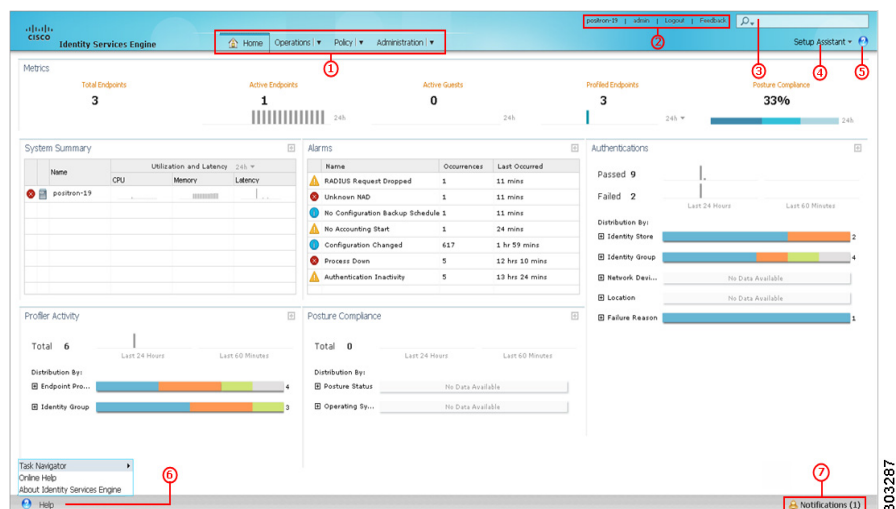 positron-19 | admin | Logout | Feedback
CISCO Identity Services Engine
Home Operations | Policy | Administration |
Setup Assistant
1
2
3
4
5
Metrics
Total Endpoints
3
Active Endpoints
1
24h
Active Guests
0
24h
Profiled Endpoints
3
24h
Posture Compliance
33%
24h
System Summary
Name Utilization and Latency 24h
CPU Memory Latency
positron-19
Alarms
Name Occurrences Last Occurred
RADIUS Request Dropped 1 11 mins
Unknown NAD 1 11 mins
No Configuration Backup Schedule 1 11 mins
No Accounting Start 1 24 mins
Configuration Changed 617 1 hr 59 mins
Process Down 5 12 hrs 10 mins
Authentication Inactivity 5 13 hrs 24 mins
Authentications
Passed 9
Failed 2
Last 24 Hours Last 60 Minutes
Distribution By:
Identity Store 2
Identity Group 4
Network Devi... No Data Available
Location No Data Available
Failure Reason 1
Profiler Activity
Total 6
Last 24 Hours Last 60 Minutes
Distribution By:
Endpoint Pro... 4
Identity Group 3
Posture Compliance
Total 0
Last 24 Hours Last 60 Minutes
Distribution By:
Posture Status No Data Available
Operating Sy... No Data Available
Task Navigator
Online Help
About Identity Services Engine
Help
6
7
Notifications (1)
303287